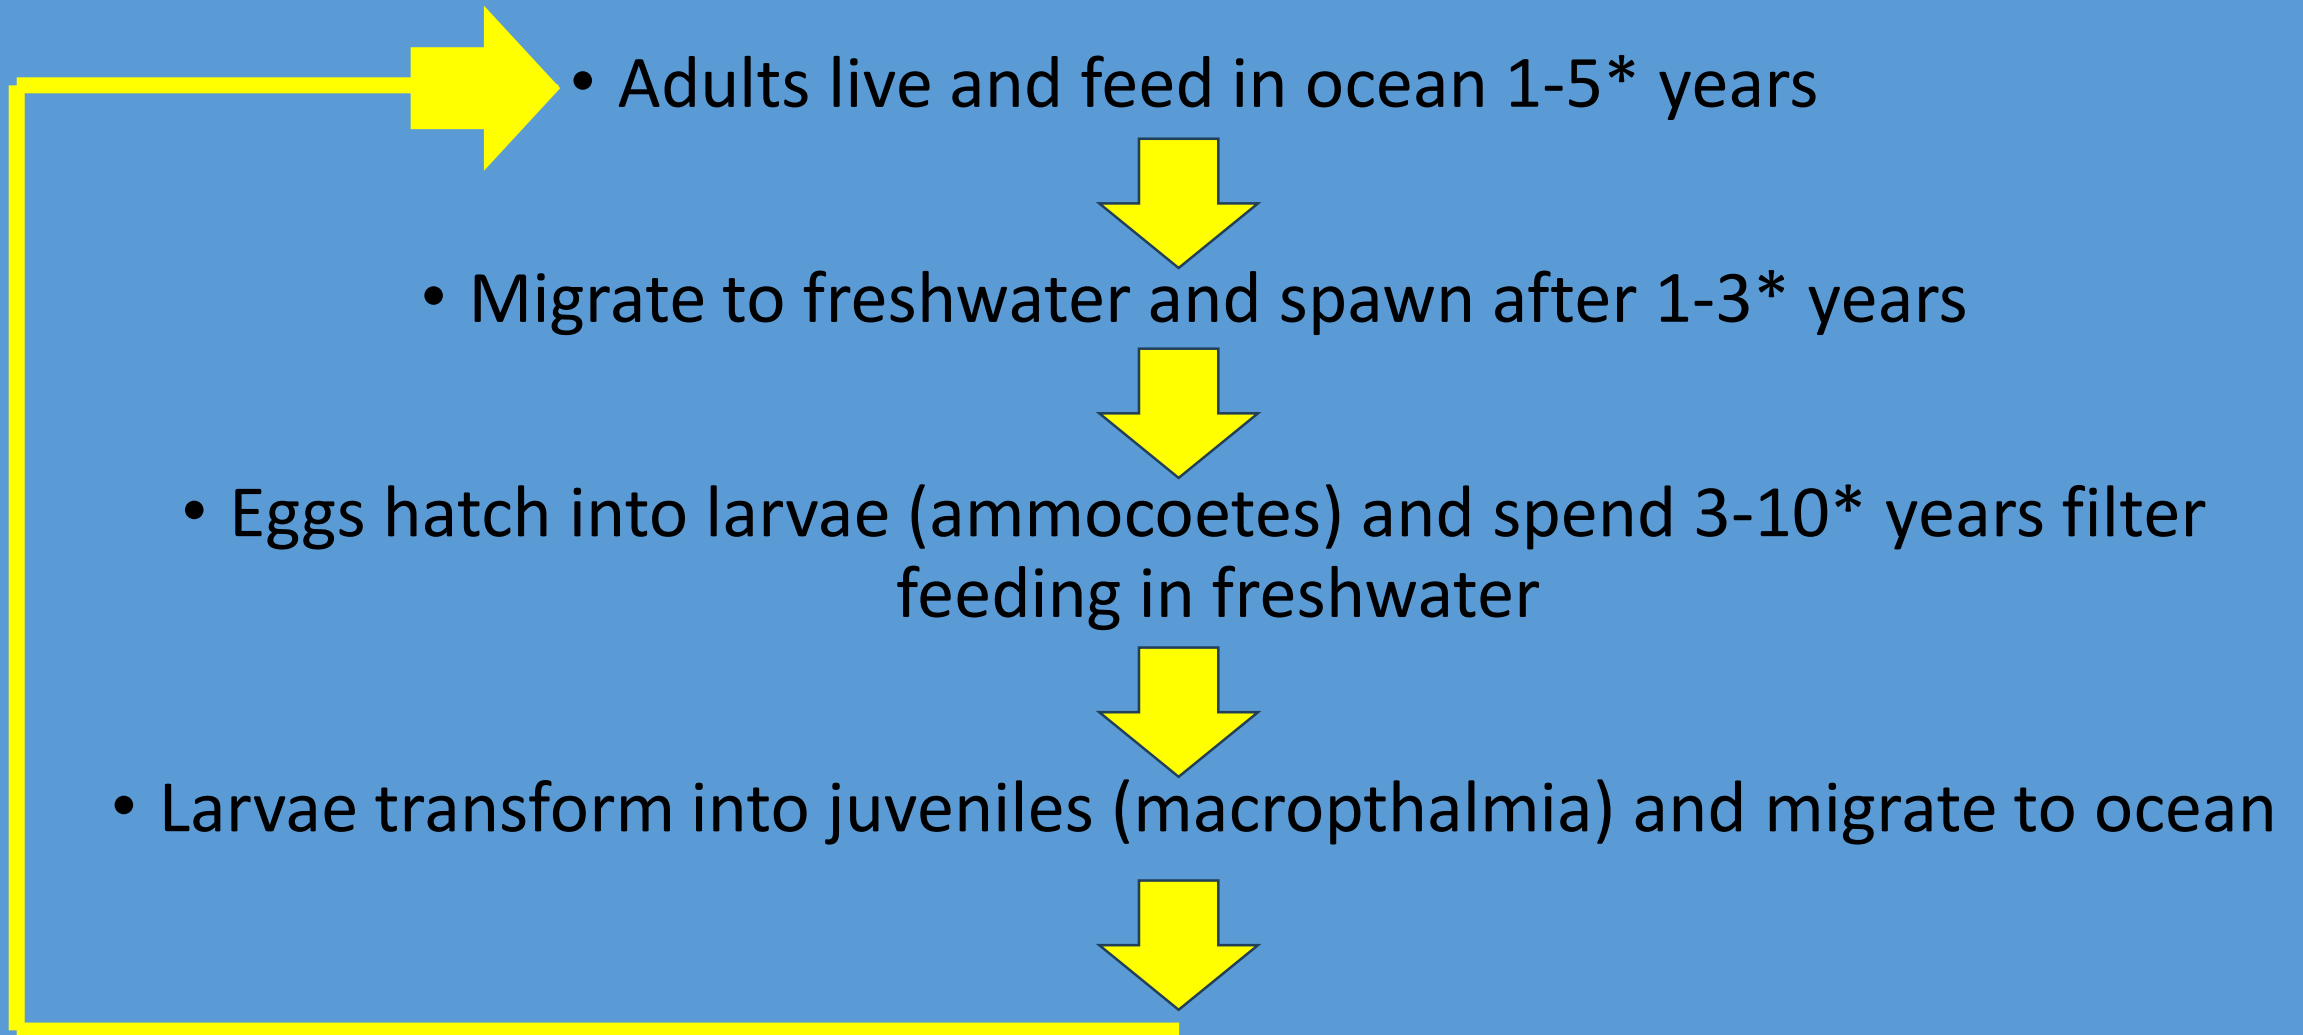 • Adults live and feed in ocean 1-5* years
• Migrate to freshwater and spawn after 1-3* years
• Eggs hatch into larvae (ammocoetes) and spend 3-10* years filter
feeding in freshwater
• Larvae transform into juveniles (macropthalmia) and migrate to ocean